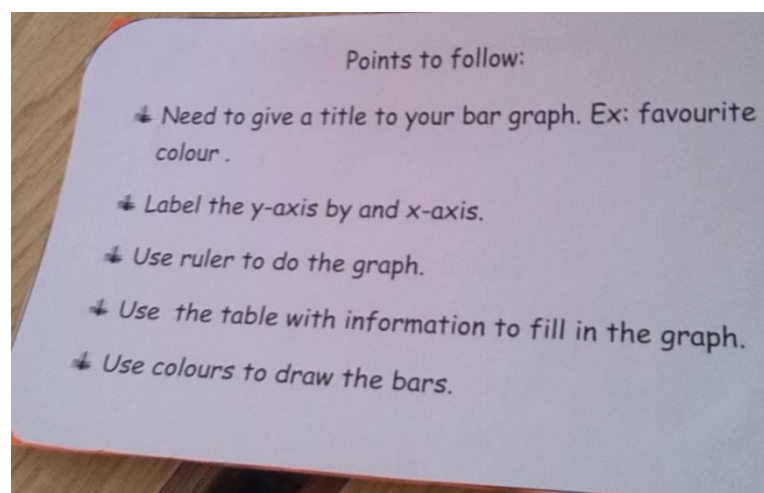 Points to follow:
Need to give a title to your bar graph. Ex: favourite
colour .
Label the y-axis by and x-axis.
Use ruler to do the graph.
Use the table with information to fill in the graph.
Use colours to draw the bars.